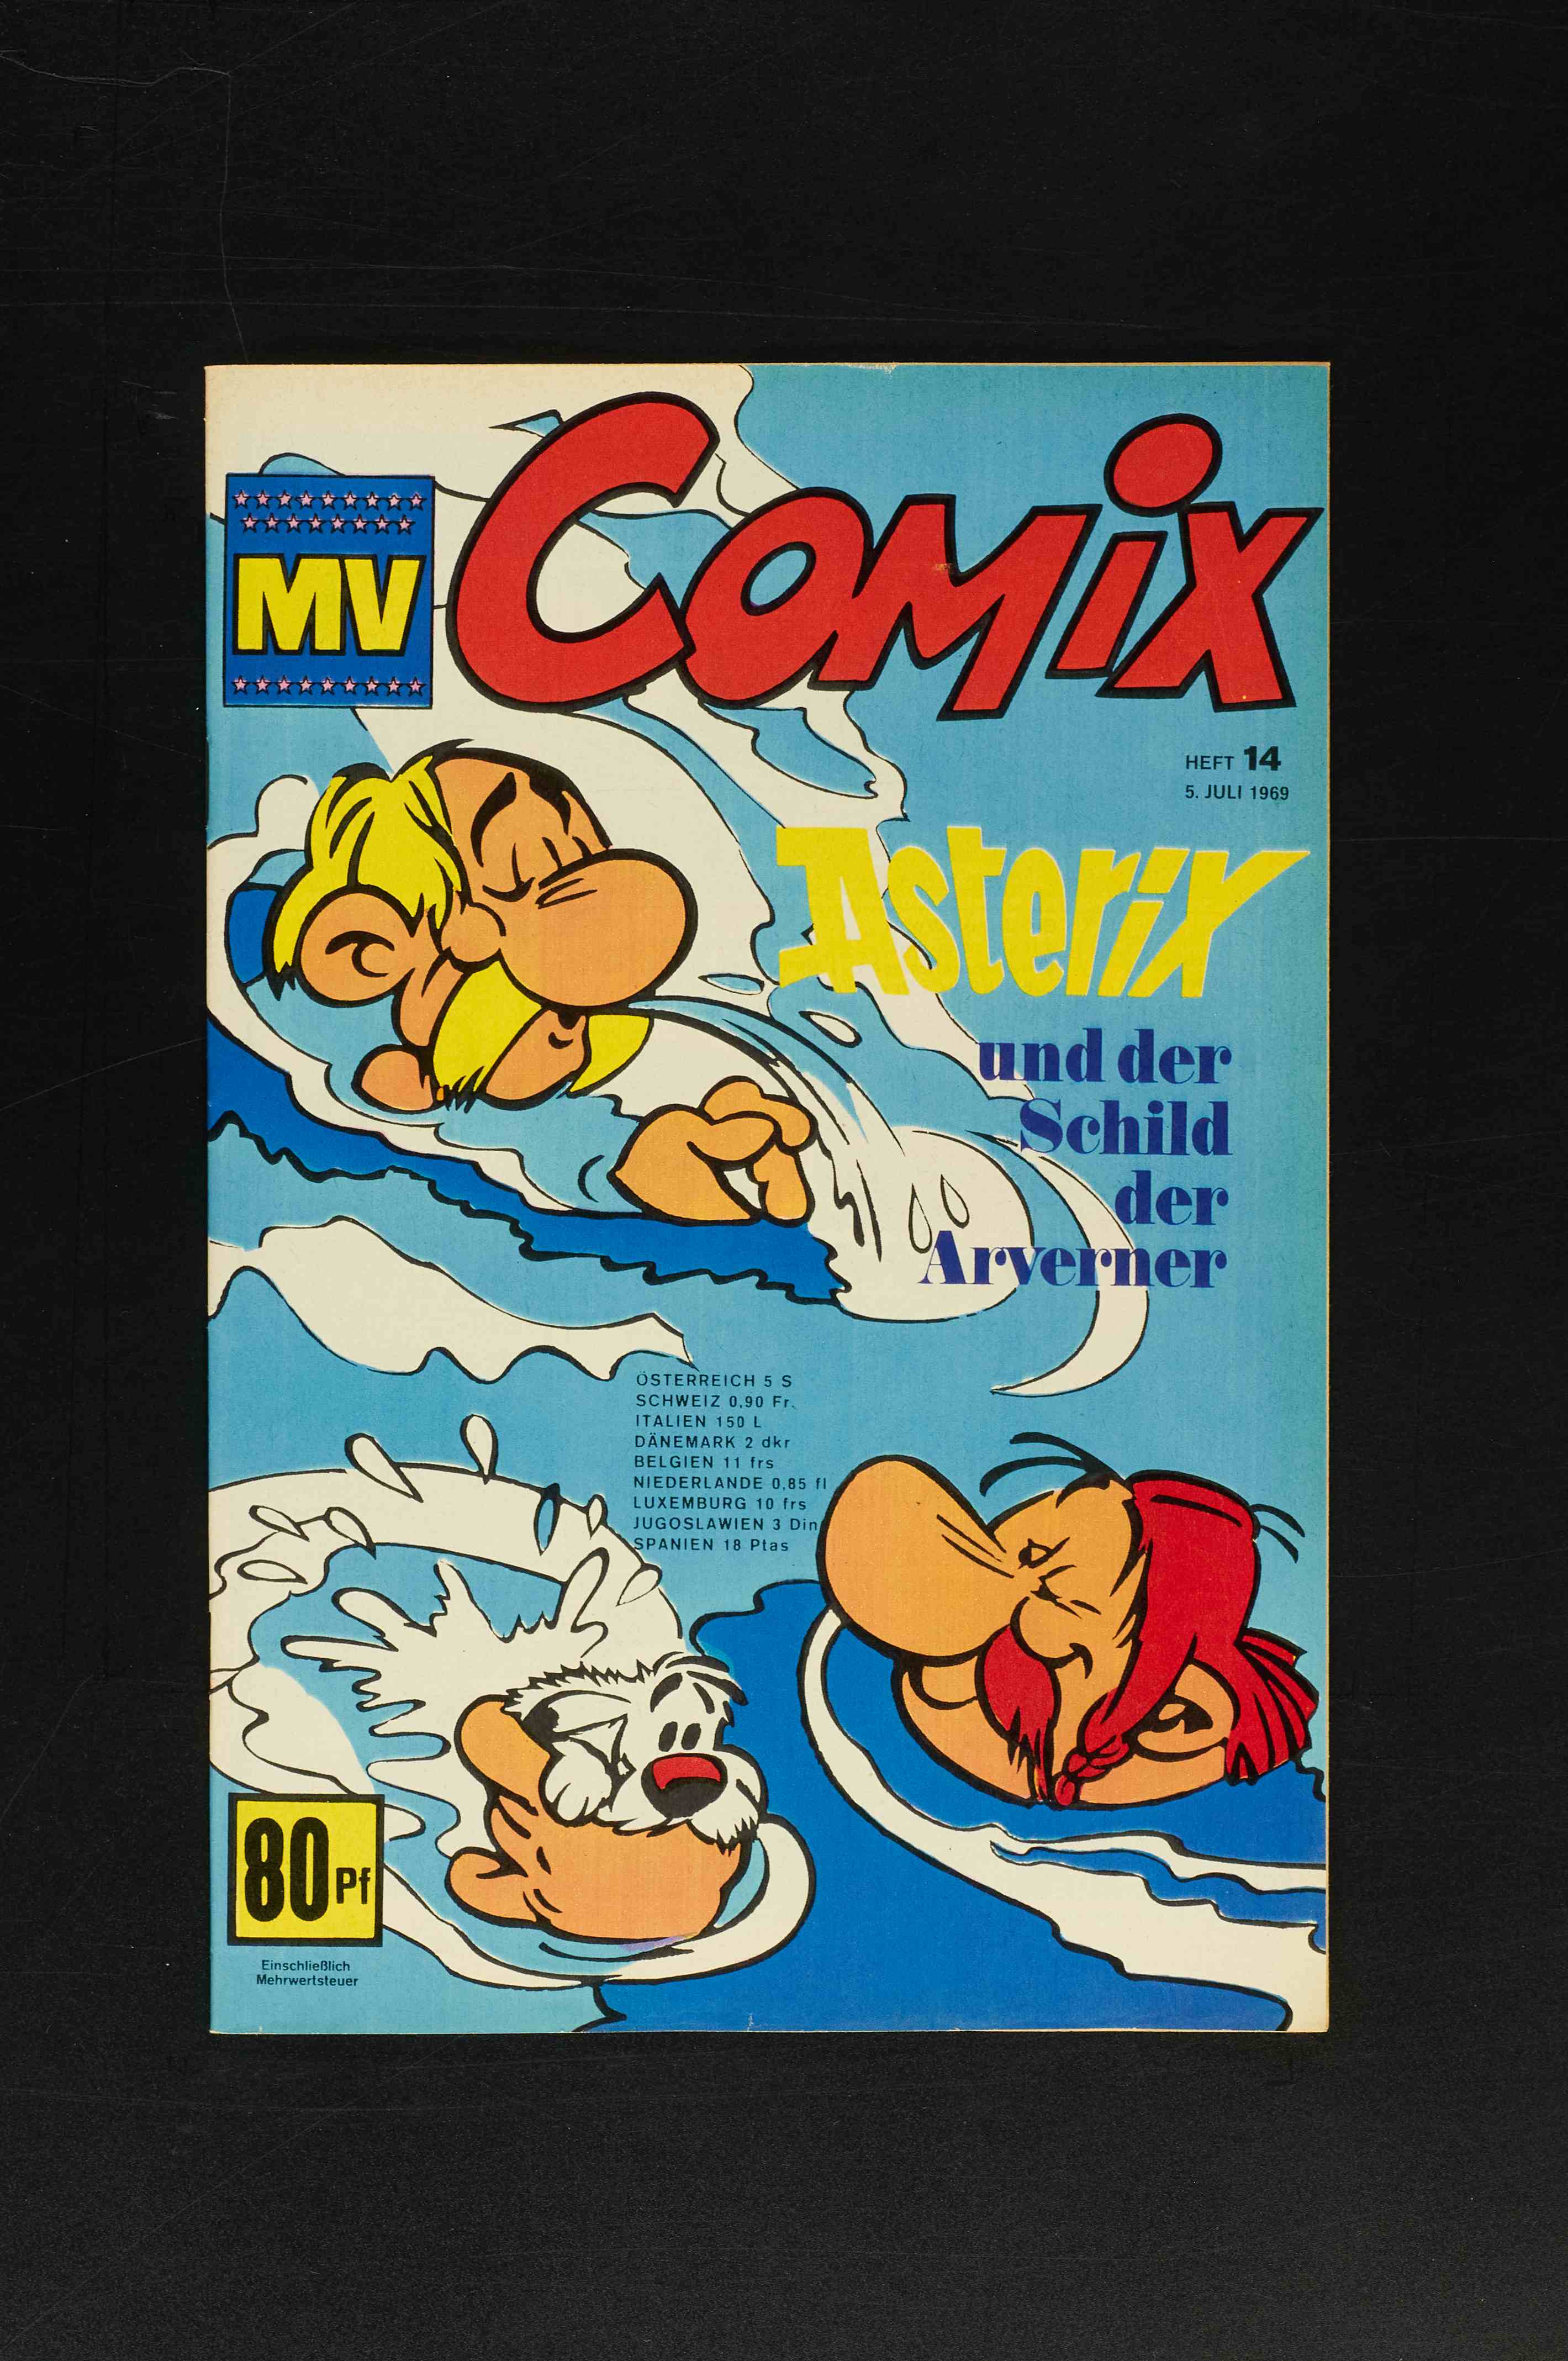 MV
Comix
HEFT 14
5. JULI 1969
Asterix
und der
Schild
der
Arverner
ÖSTERREICH 5 S
SCHWEIZ 0,90 Fr.
ITALIEN 150 L
DÄNEMARK 2 dkr
BELGIEN 11 frs
NIEDERLANDE 0,85 fl
LUXEMBURG 10 frs
JUGOSLAWIEN 3 Din
SPANIEN 18 Ptas
80 Pf
Einschließlich
Mehrwertsteuer